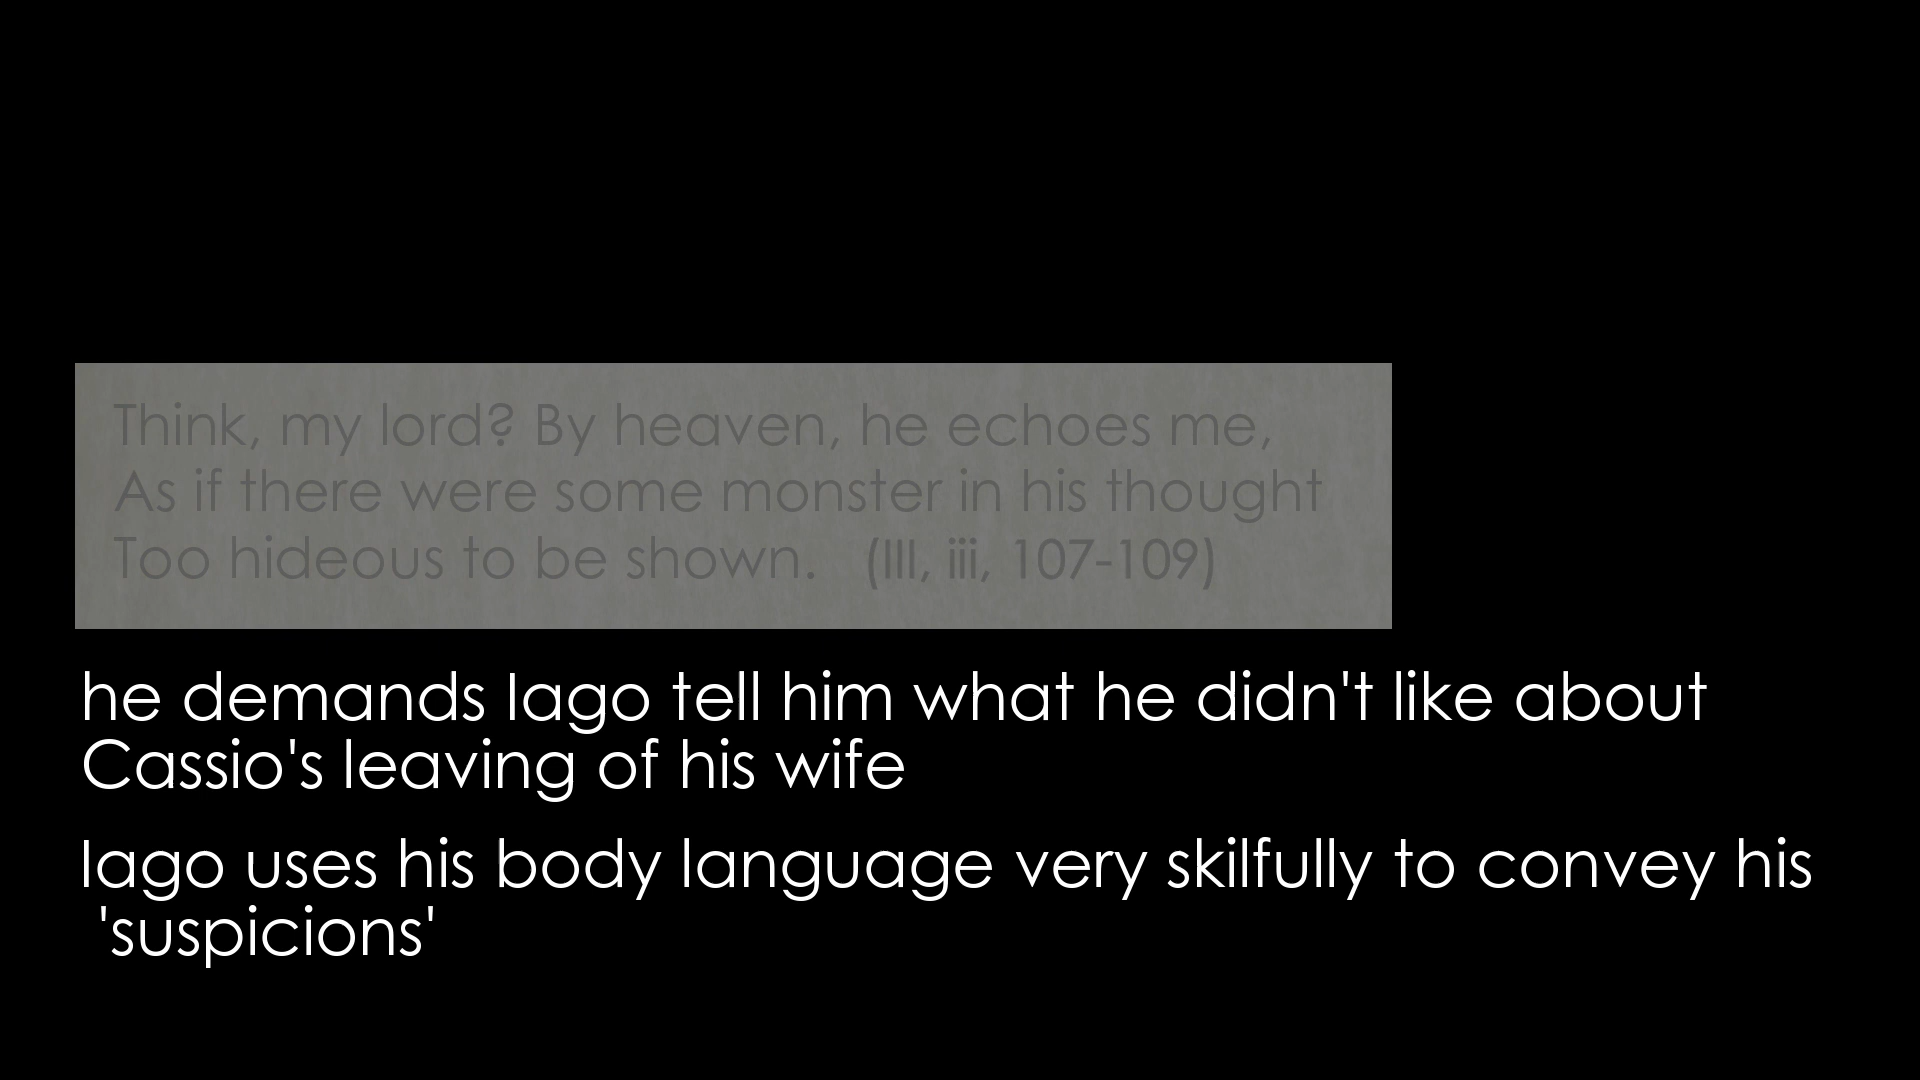 Think, my lord? By heaven, he echoes me,
As if there were some monster in his thought
Too hideous to be shown. (III, iii, 107-109)
he demands Iago tell him what he didn't like about
Cassio's leaving of his wife
Iago uses his body language very skilfully to convey his
'suspicions'